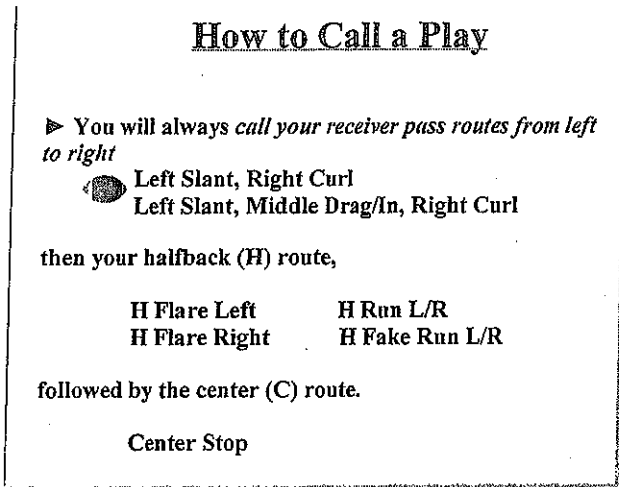 How to Call a Play
▶ You will always call your receiver pass routes from left
to right
Left Slant, Right Curl
Left Slant, Middle Drag/In, Right Curl
then your halfback (H) route,
H Flare Left H Run L/R
H Flare Right H Fake Run L/R
followed by the center (C) route.
Center Stop